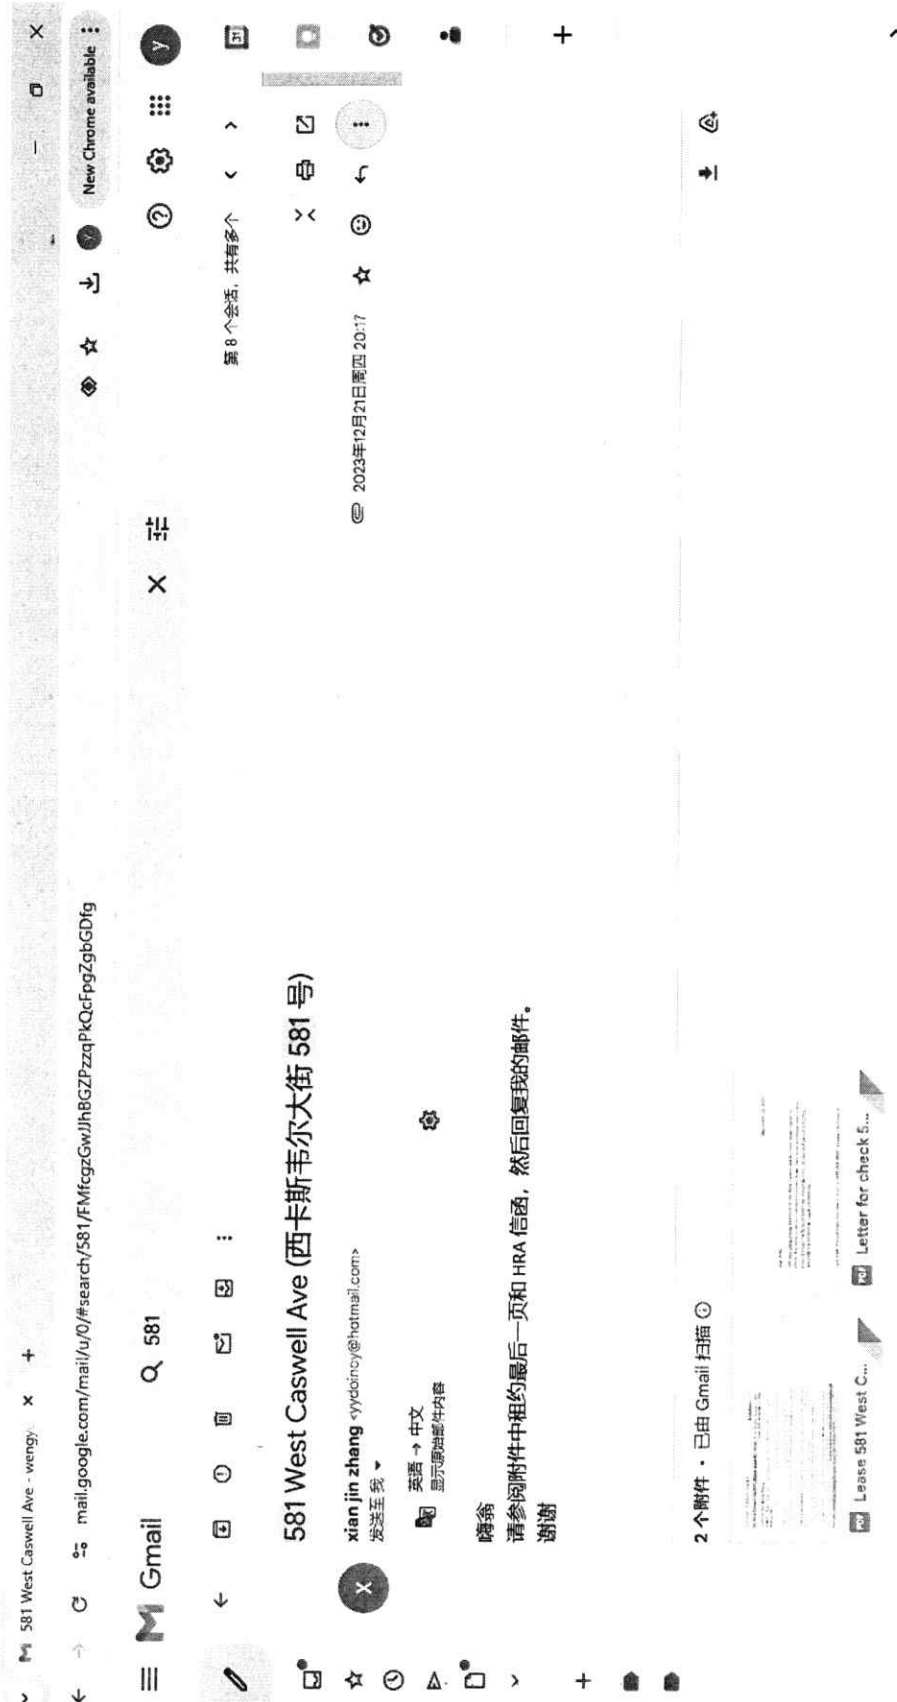 581 West Caswell Ave - wengy
New Chrome available
mail.google.com/mail/u/0/#search/581/FMfcgzGwJJhBGZPzzqPkQcFpgZgbGDfg
Gmail
581
第 8 个会话，共有多个
31
581 West Caswell Ave (西卡斯韦尔大街 581 号)
xian jin zhang <yydoincy@hotmail.com>
2023年12月21日周四 20:17
发送至 我
英语 → 中文
显示原始邮件内容
嗨翁
请参阅附件中租约最后一页和 HRA 信函，然后回复我的邮件。
谢谢
2 个附件 • 已由 Gmail 扫描
PDF Lease 581 West C...
PDF Letter for check 5...